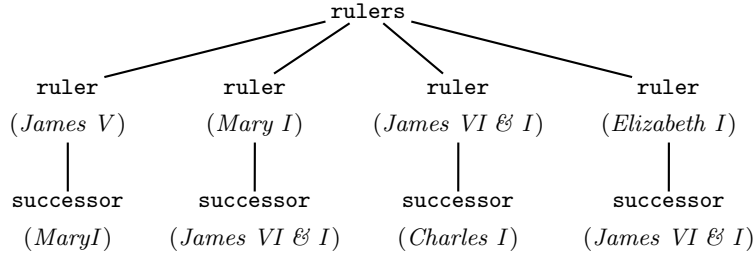 rulers
ruler ruler ruler ruler
(James V) (Mary I) (James VI & I) (Elizabeth I)
successor successor successor successor
(MaryI) (James VI & I) (Charles I) (James VI & I)